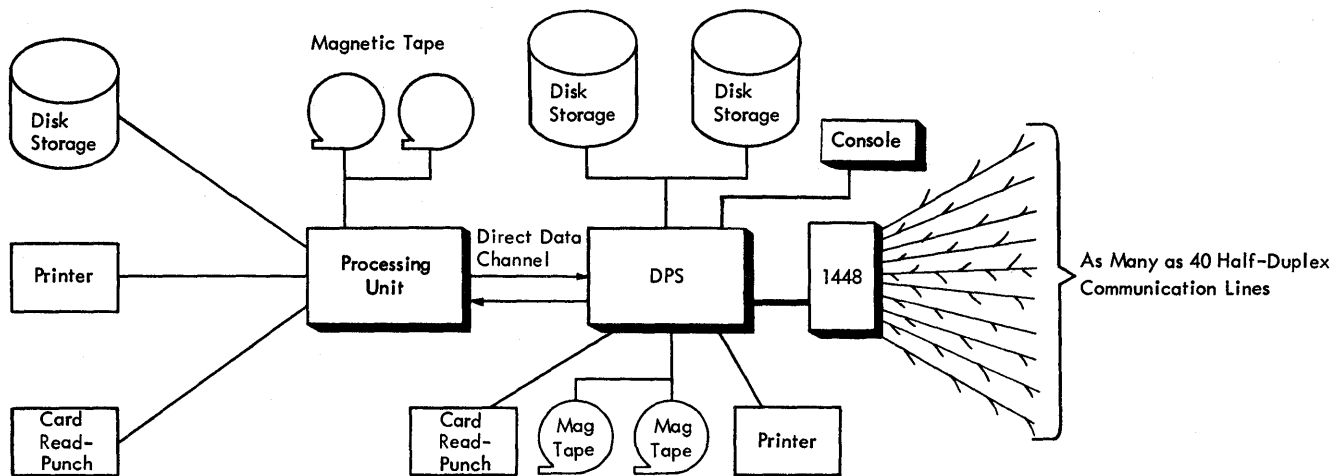 Magnetic Tape
Disk
Storage
Disk
Storage
Disk
Storage
Console
Printer
Processing
Unit
Direct Data
Channel
DPS
1448
As Many as 40 Half-Duplex
Communication Lines
Card
Read-
Punch
Card
Read-
Punch
Mag
Tape
Mag
Tape
Printer